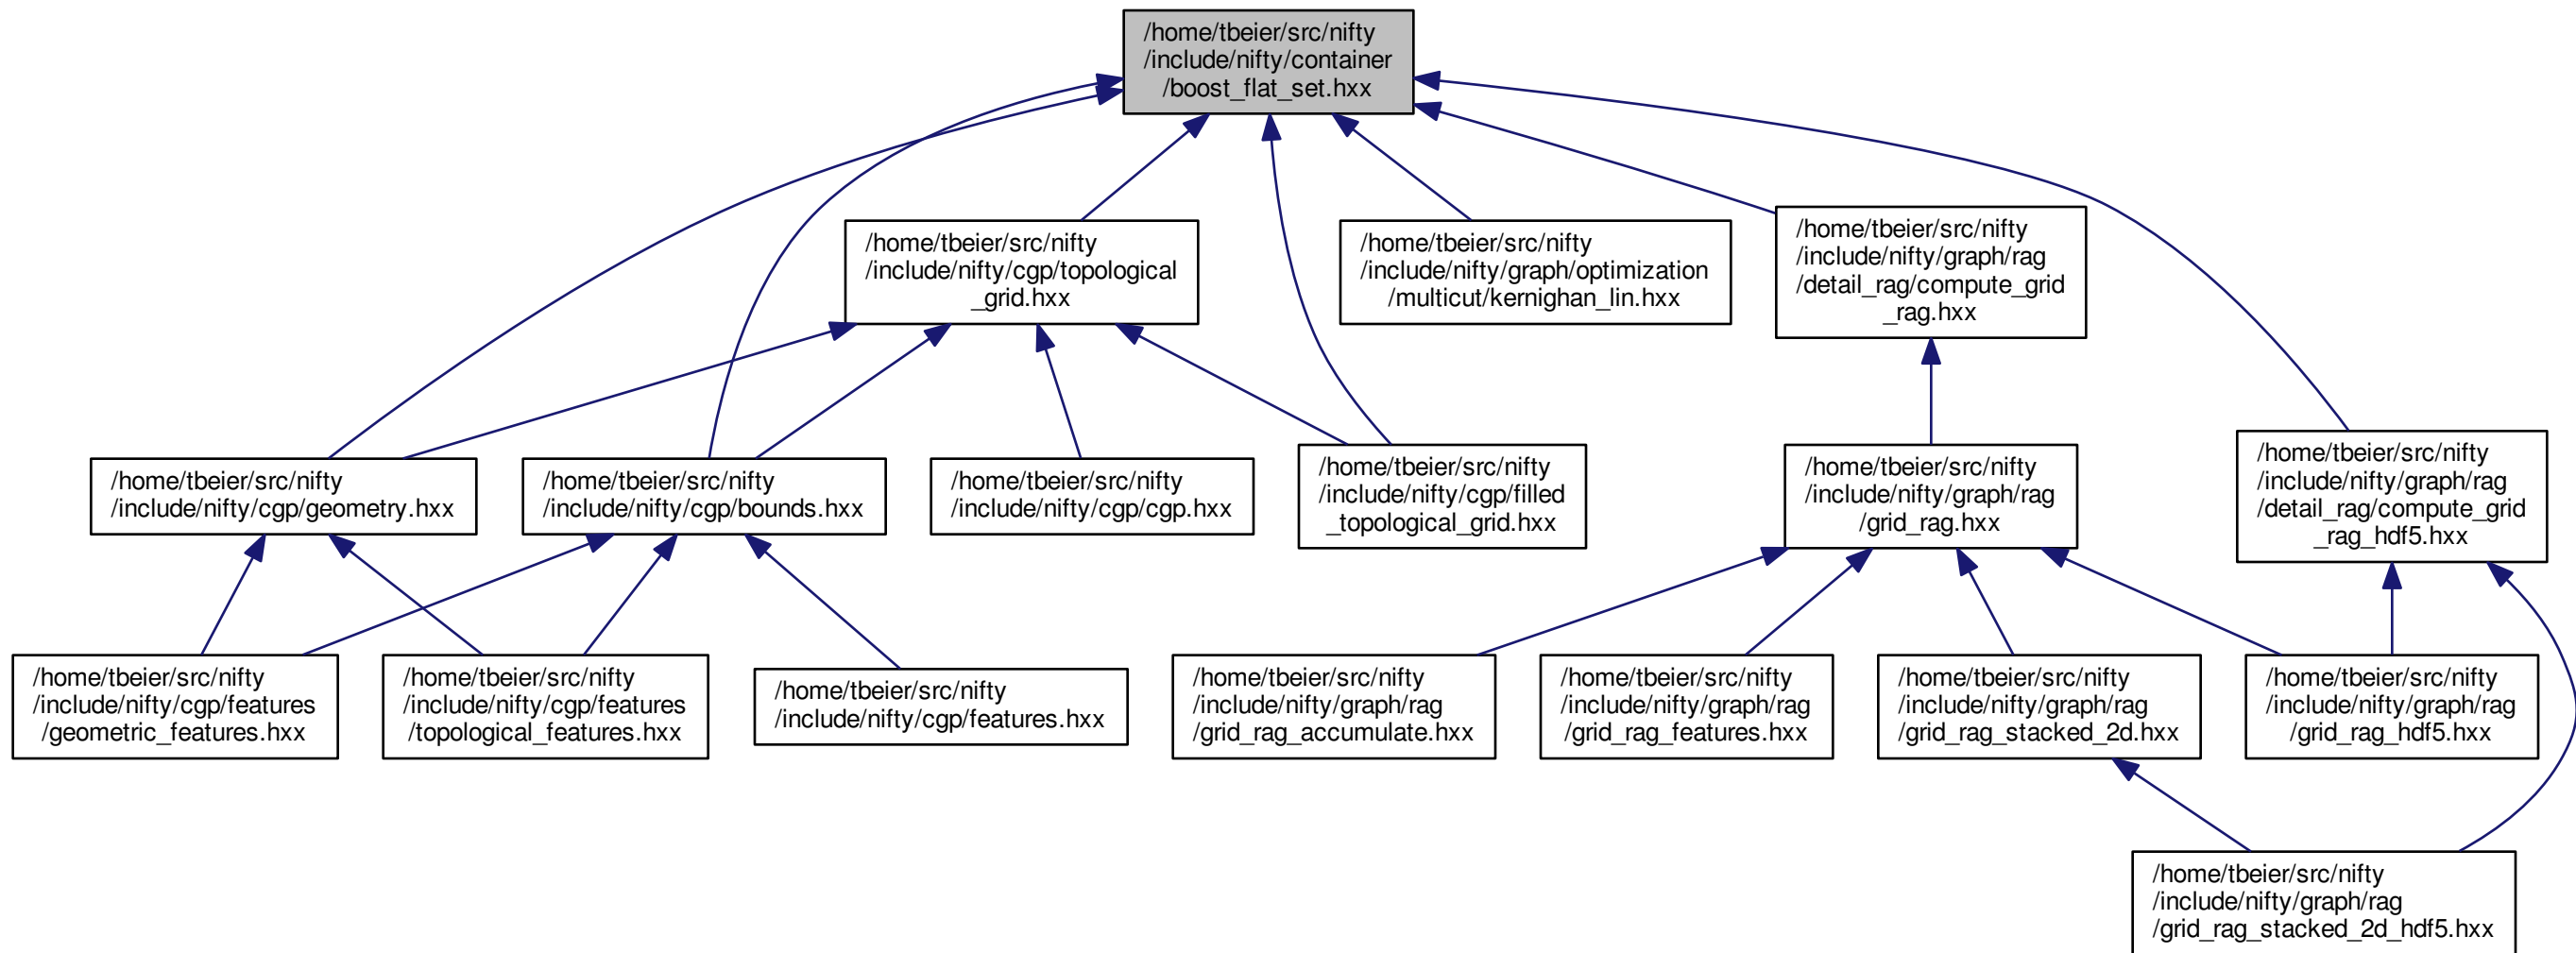 /home/tbeier/src/nifty
/include/nifty/container
/boost_flat_set.hxx
/home/tbeier/src/nifty
/include/nifty/cgp/topological
_grid.hxx
/home/tbeier/src/nifty
/include/nifty/graph/optimization
/multicut/kernighan_lin.hxx
/home/tbeier/src/nifty
/include/nifty/graph/rag
/detail_rag/compute_grid
_rag.hxx
/home/tbeier/src/nifty
/include/nifty/cgp/geometry.hxx
/home/tbeier/src/nifty
/include/nifty/cgp/bounds.hxx
/home/tbeier/src/nifty
/include/nifty/cgp/cgp.hxx
/home/tbeier/src/nifty
/include/nifty/cgp/filled
_topological_grid.hxx
/home/tbeier/src/nifty
/include/nifty/graph/rag
/grid_rag.hxx
/home/tbeier/src/nifty
/include/nifty/graph/rag
/detail_rag/compute_grid
_rag_hdf5.hxx
/home/tbeier/src/nifty
/include/nifty/cgp/features
/geometric_features.hxx
/home/tbeier/src/nifty
/include/nifty/cgp/features
/topological_features.hxx
/home/tbeier/src/nifty
/include/nifty/cgp/features.hxx
/home/tbeier/src/nifty
/include/nifty/graph/rag
/grid_rag_accumulate.hxx
/home/tbeier/src/nifty
/include/nifty/graph/rag
/grid_rag_features.hxx
/home/tbeier/src/nifty
/include/nifty/graph/rag
/grid_rag_stacked_2d.hxx
/home/tbeier/src/nifty
/include/nifty/graph/rag
/grid_rag_hdf5.hxx
/home/tbeier/src/nifty
/include/nifty/graph/rag
/grid_rag_stacked_2d_hdf5.hxx